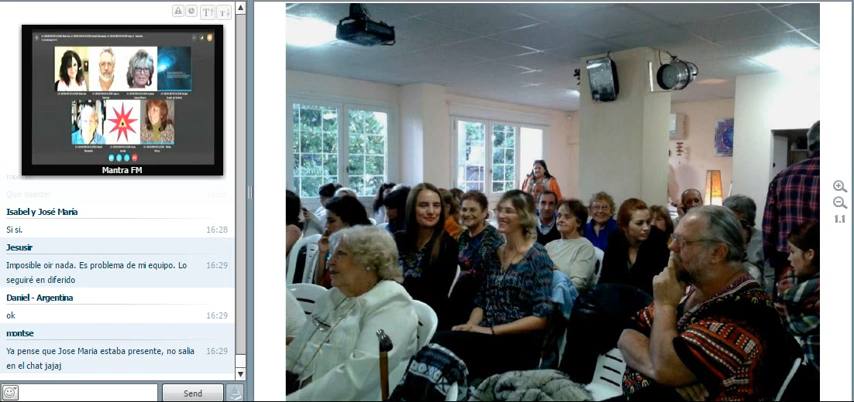 Mantra FM
Isabel y José María
Si si. 16:28
Jesusir
Imposible oir nada. Es problema de mi equipo. Lo 16:29
seguiré en diferido
Daniel - Argentina
ok 16:29
montse
Ya pense que Jose Maria estaba presente, no salia 16:29
en el chat jajaj
Send
1.1